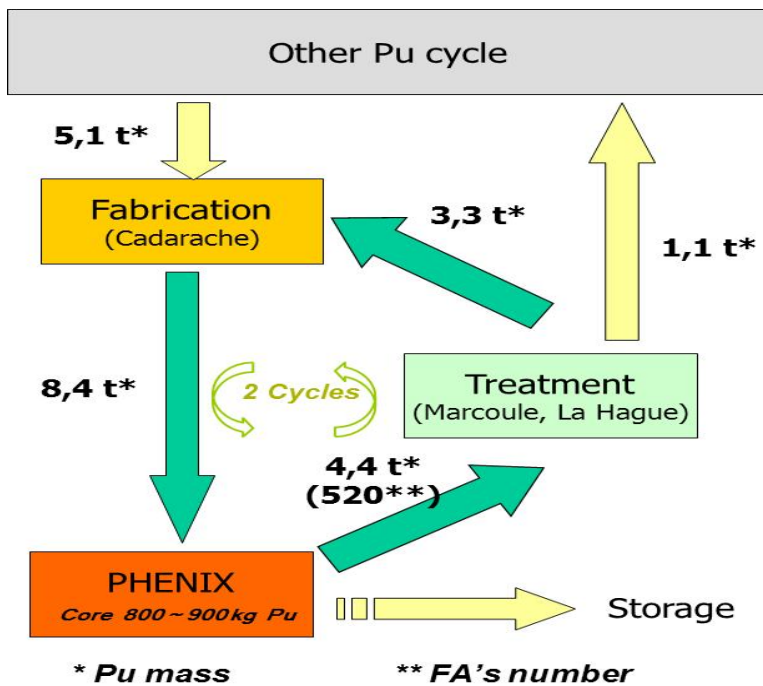 Other Pu cycle
5,1 t*
Fabrication
(Cadarache)
3,3 t*
1,1 t*
8,4 t*
2 Cycles
Treatment
(Marcoule, La Hague)
4,4 t*
(520**)
PHENIX
Core 800~900kg Pu
Storage
* Pu mass
** FA's number